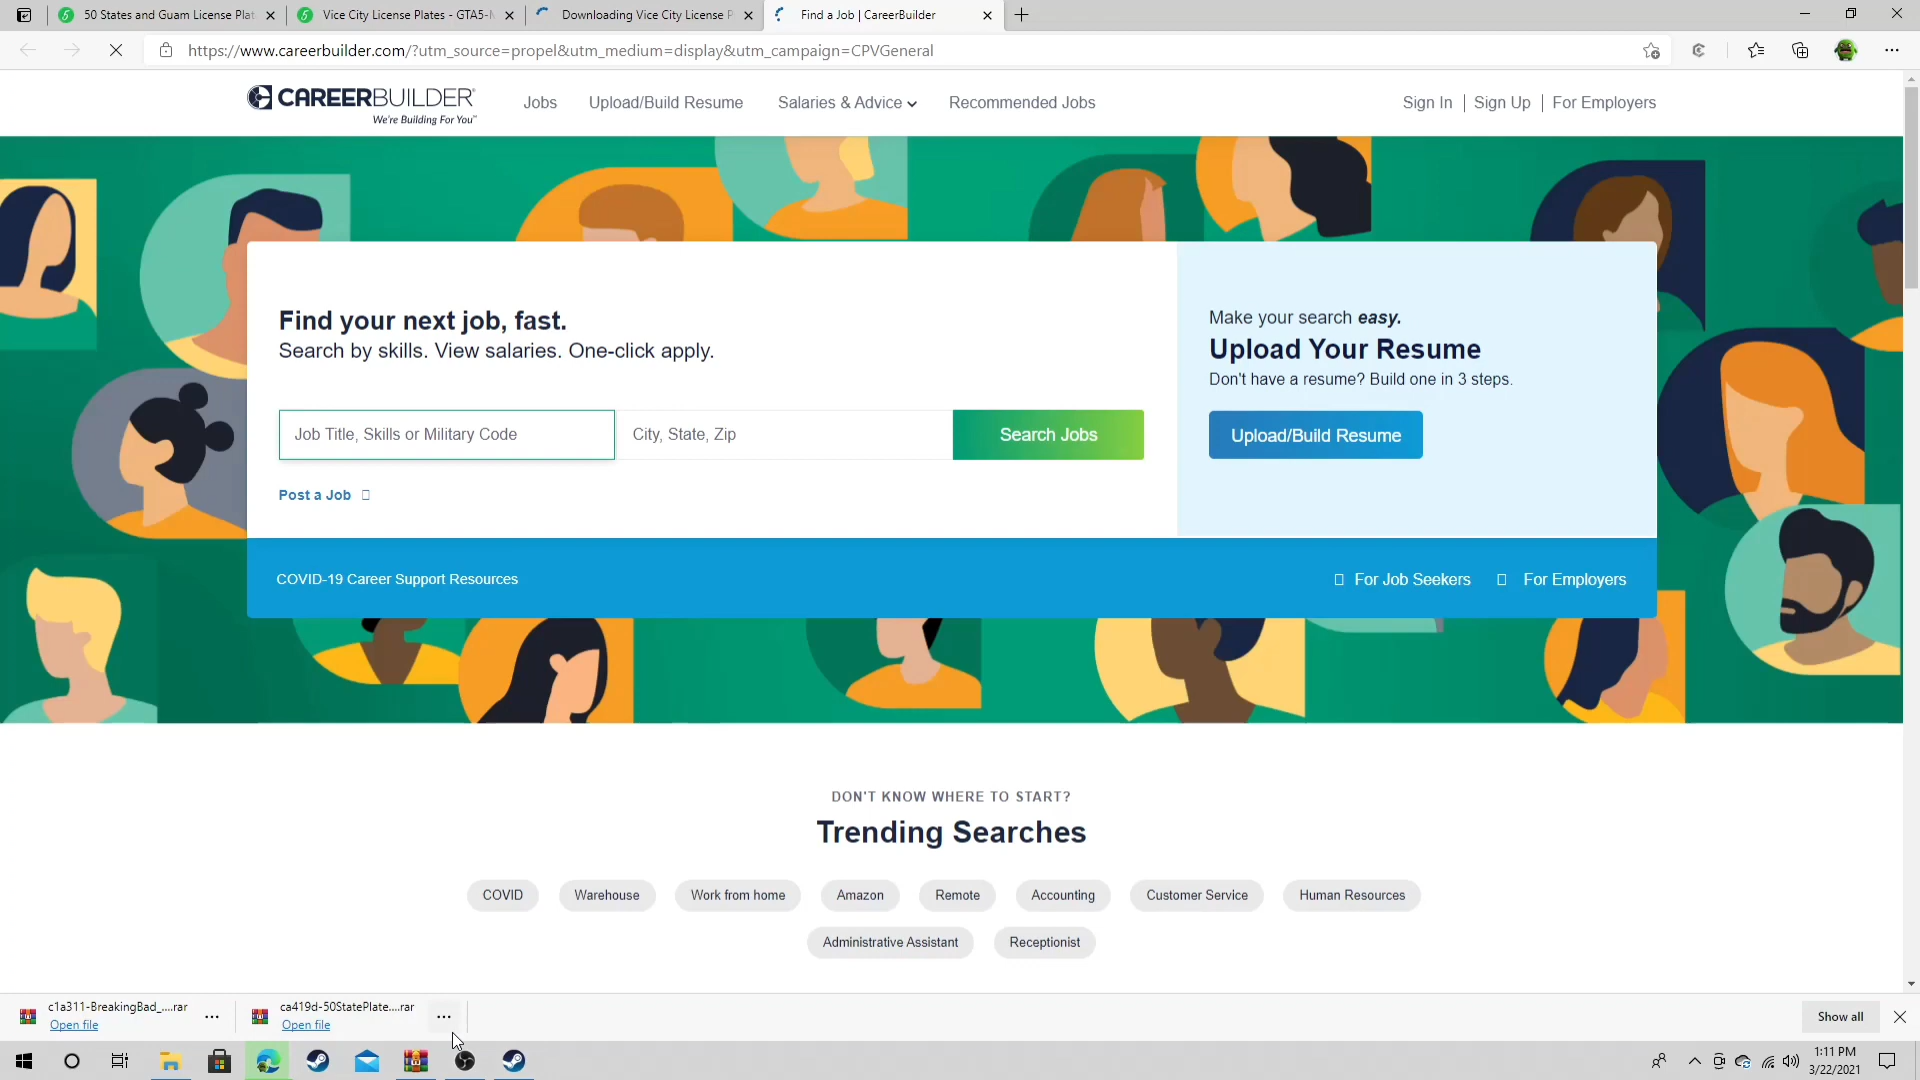 50 States and Guam License Plat
Vice City License Plates - GTA5-M
Downloading Vice City License P
Find a Job | CareerBuilder
https://www.careerbuilder.com/?utm_source=propel&utm_medium=display&utm_campaign=CPVGeneral
CAREERBUILDER
We're Building For You
Jobs
Upload/Build Resume
Salaries & Advice
Recommended Jobs
Sign In
Sign Up
For Employers
Find your next job, fast.
Search by skills. View salaries. One-click apply.
Job Title, Skills or Military Code
City, State, Zip
Search Jobs
Post a Job
Make your search easy.
Upload Your Resume
Don't have a resume? Build one in 3 steps.
Upload/Build Resume
COVID-19 Career Support Resources
For Job Seekers
For Employers
DON'T KNOW WHERE TO START?
Trending Searches
COVID
Warehouse
Work from home
Amazon
Remote
Accounting
Customer Service
Human Resources
Administrative Assistant
Receptionist
c1a311-BreakingBad_....rar
Open file
ca419d-50StatePlate....rar
Open file
Show all
1:11 PM
3/22/2021